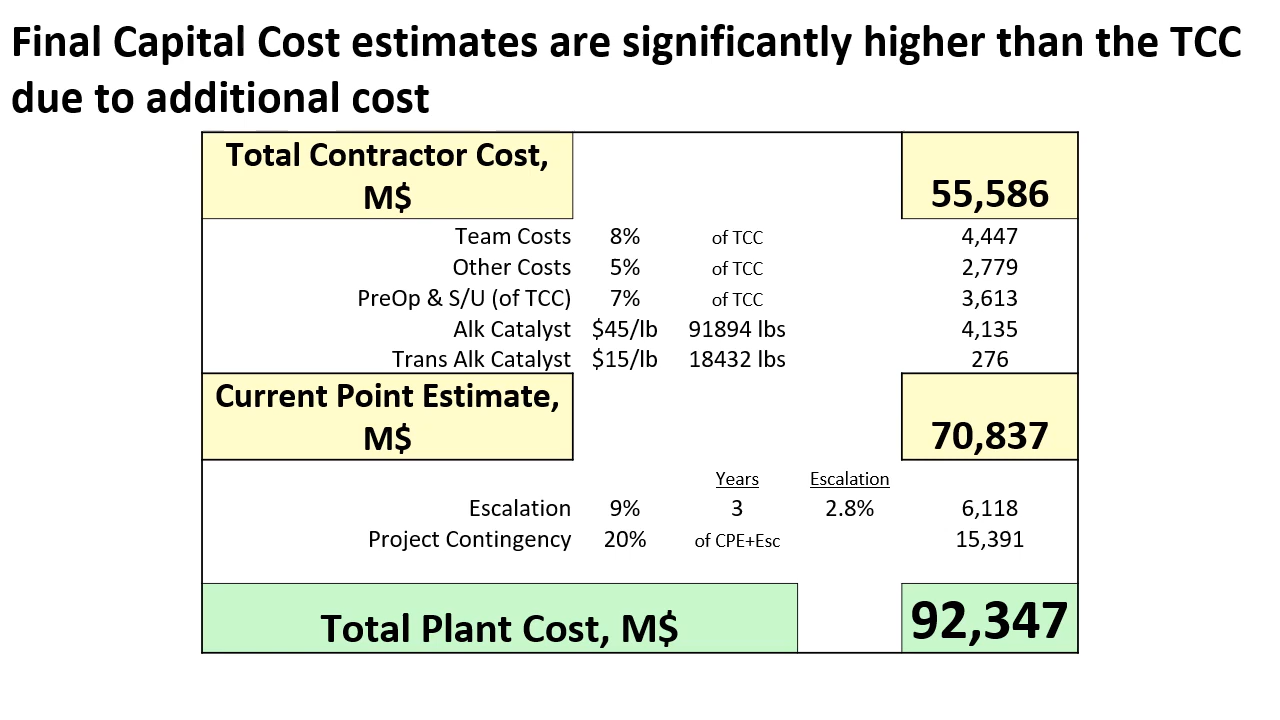 Final Capital Cost estimates are significantly higher than the TCC
due to additional cost
Total Contractor Cost,
M$ 55,586
Team Costs 8% of TCC 4,447
Other Costs 5% of TCC 2,779
PreOp & S/U (of TCC) 7% of TCC 3,613
Alk Catalyst $45/lb 91894 lbs 4,135
Trans Alk Catalyst $15/lb 18432 lbs 276
Current Point Estimate,
M$ 70,837
Years Escalation
Escalation 9% 3 2.8% 6,118
Project Contingency 20% of CPE+Esc 15,391
Total Plant Cost, M$ 92,347